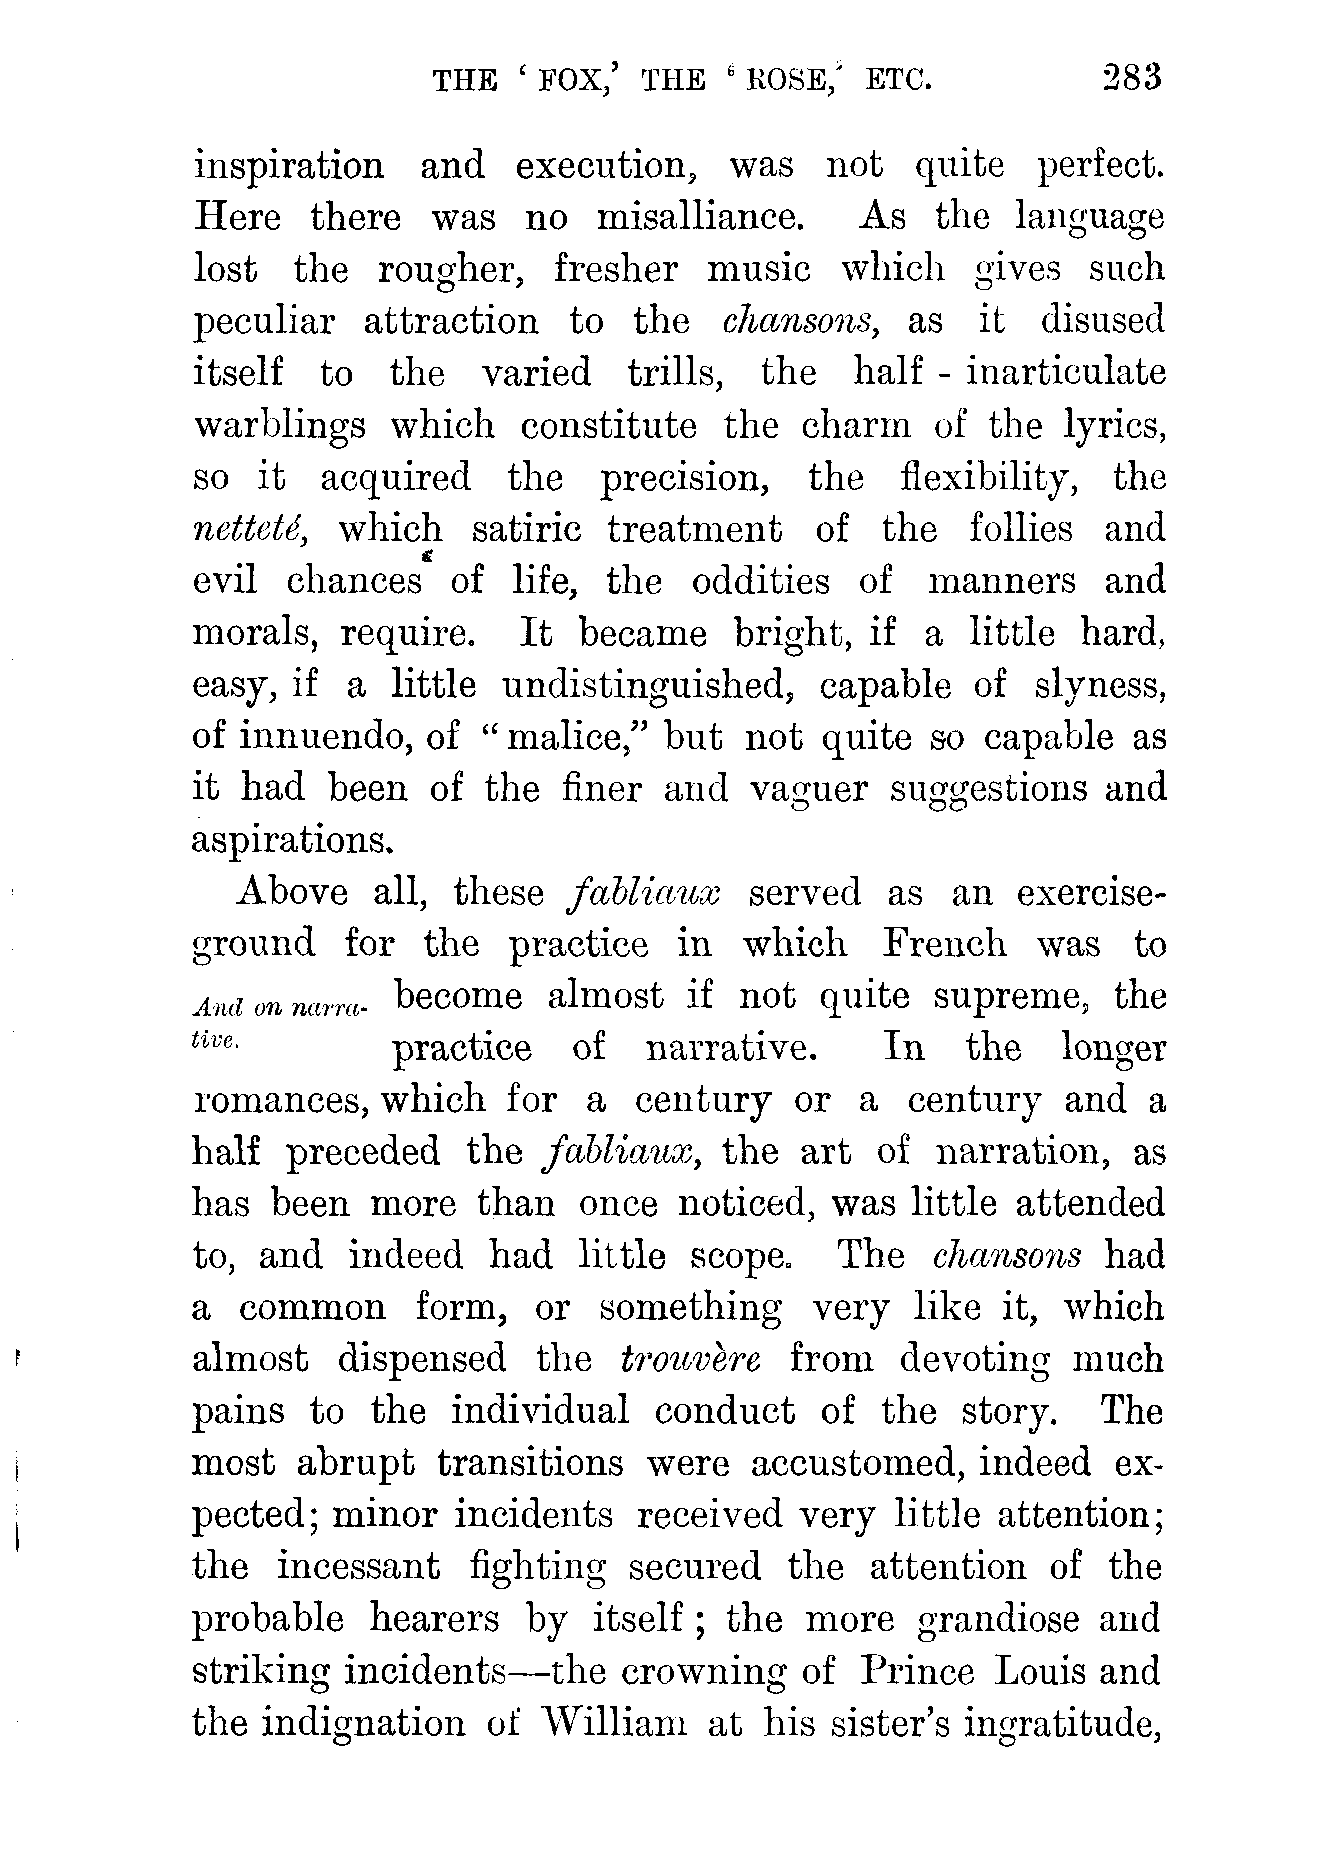 THE ‘ FOX,’ THE ‘ ROSE,’ ETC. 283
inspiration and execution, was not quite perfect.
Here there was no misalliance. As the language
lost the rougher, fresher music which gives such
peculiar attraction to the chansons, as it disused
itself to the varied trills, the half - inarticulate
warblings which constitute the charm of the lyrics,
so it acquired the precision, the flexibility, the
netteté, which satiric treatment of the follies and
evil chances of life, the oddities of manners and
morals, require. It became bright, if a little hard,
easy, if a little undistinguished, capable of slyness,
of innuendo, of “malice,” but not quite so capable as
it had been of the finer and vaguer suggestions and
aspirations.
Above all, these fabliaux served as an exercise-
ground for the practice in which French was to
And on narra- become almost if not quite supreme, the
tive. practice of narrative. In the longer
romances, which for a century or a century and a
half preceded the fabliaux, the art of narration, as
has been more than once noticed, was little attended
to, and indeed had little scope. The chansons had
a common form, or something very like it, which
almost dispensed the trouvère from devoting much
pains to the individual conduct of the story. The
most abrupt transitions were accustomed, indeed ex-
pected; minor incidents received very little attention;
the incessant fighting secured the attention of the
probable hearers by itself ; the more grandiose and
striking incidents—the crowning of Prince Louis and
the indignation of William at his sister’s ingratitude,